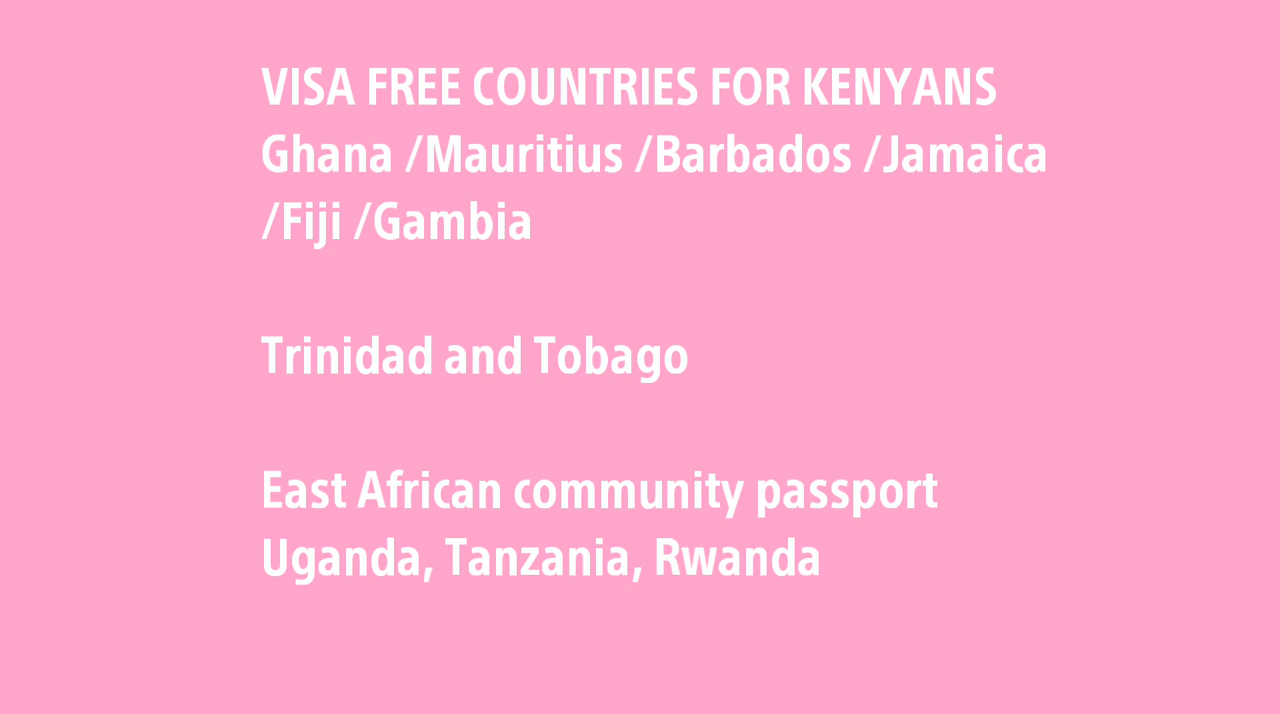 VISA FREE COUNTRIES FOR KENYANS
Ghana /Mauritius /Barbados /Jamaica
/Fiji /Gambia
Trinidad and Tobago
East African community passport
Uganda, Tanzania, Rwanda